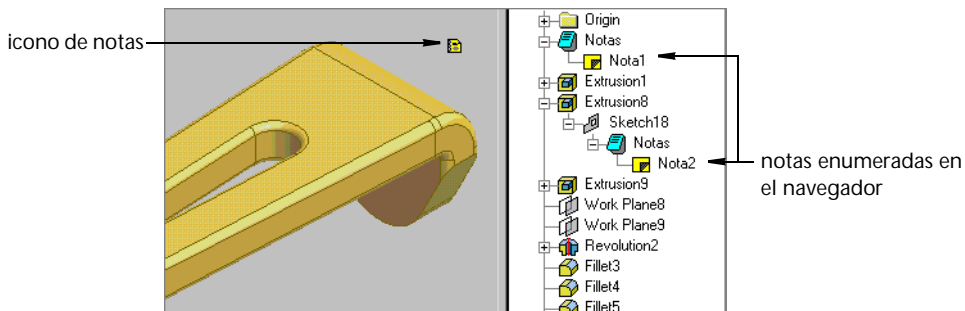 icono de notas
Origin
Notas
Nota1
Extrusion1
Extrusion8
Sketch18
Notas
Nota2
Extrusion9
Work Plane8
Work Plane9
Revolution2
Fillet3
Fillet4
Fillet5
notas enumeradas en
el navegador